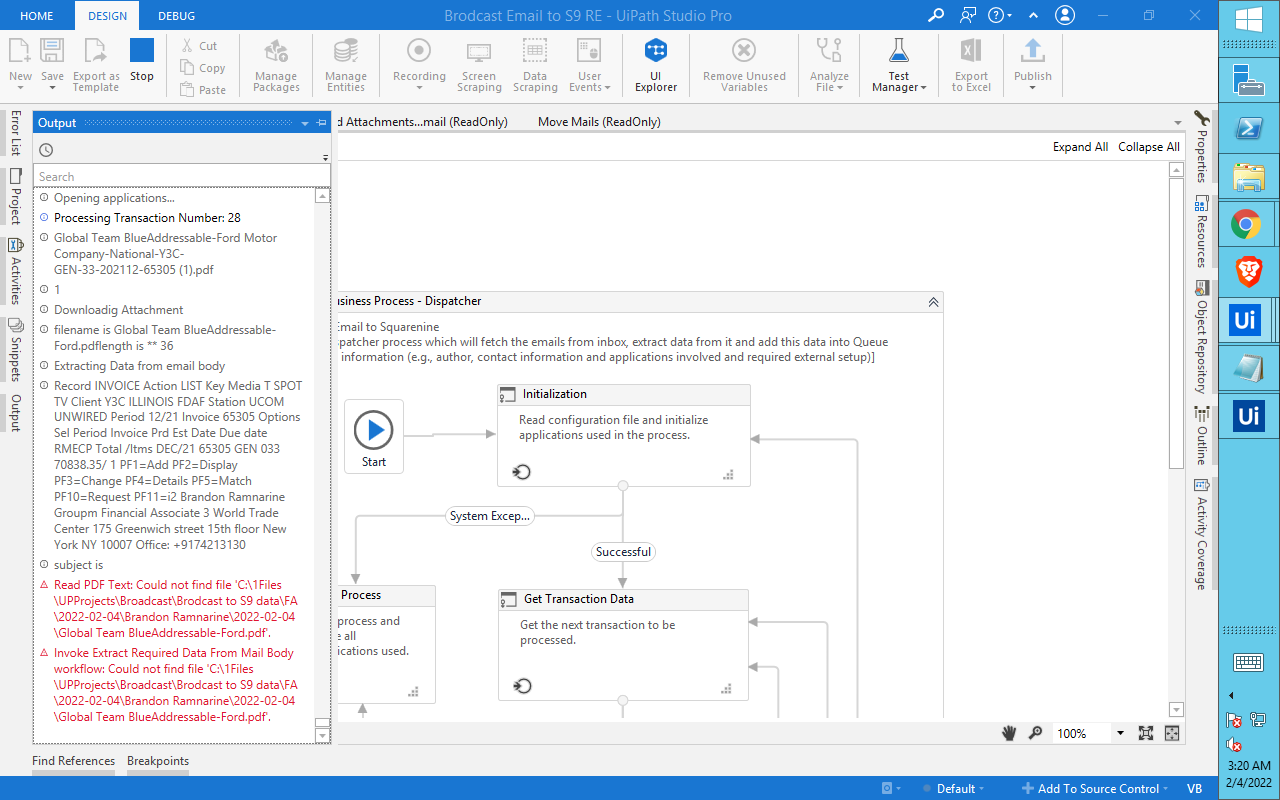 HOME
DESIGN
DEBUG
Brodcast Email to S9 RE - UiPath Studio Pro
New
Save
Export as
Template
Stop
Cut
Copy
Paste
Manage
Packages
Manage
Entities
Recording
Screen
Scraping
Data
Scraping
User
Events
UI
Explorer
Remove Unused
Variables
Analyze
File
Test
Manager
Export
to Excel
Publish
Error List
Project
Activities
Snippets
Output
Output
Search
Opening applications...
Processing Transaction Number: 28
Global Team BlueAddressable-Ford Motor
Company-National-Y3C-
GEN-33-202112-65305 (1).pdf
1
Downloadig Attachment
filename is Global Team BlueAddressable-
Ford.pdflength is ** 36
Extracting Data from email body
Record INVOICE Action LIST Key Media T SPOT
TV Client Y3C ILLINOIS FDAF Station UCOM
UNWIRED Period 12/21 Invoice 65305 Options
Sel Period Invoice Prd Est Date Due date
RMECP Total /Itms DEC/21 65305 GEN 033
70838.35/ 1 PF1=Add PF2=Display
PF3=Change PF4=Details PF5=Match
PF10=Request PF11=i2 Brandon Ramnarine
Groupm Financial Associate 3 World Trade
Center 175 Greenwich street 15th floor New
York NY 10007 Office: +9174213130
subject is
Read PDF Text: Could not find file 'C:\1Files
\UPProjects\Broadcast\Brodcast to S9 data\FA
\2022-02-04\Brandon Ramnarine\2022-02-04
\Global Team BlueAddressable-Ford.pdf'.
Invoke Extract Required Data From Mail Body
workflow: Could not find file 'C:\1Files
\UPProjects\Broadcast\Brodcast to S9 data\FA
\2022-02-04\Brandon Ramnarine\2022-02-04
\Global Team BlueAddressable-Ford.pdf'.
d Attachments...mail (ReadOnly)
Move Mails (ReadOnly)
Expand All
Collapse All
usiness Process - Dispatcher
Email to Squarenine
spatcher process which will fetch the emails from inbox, extract data from it and add this data into Queue
information (e.g., author, contact information and applications involved and required external setup)]
Start
Initialization
Read configuration file and initialize
applications used in the process.
System Excep...
Successful
Process
process and
e all
ications used.
Get Transaction Data
Get the next transaction to be
processed.
100%
Properties
Resources
Object Repository
Outline
Activity Coverage
Find References
Breakpoints
Default
Add To Source Control
VB
Ui
Ui
3:20 AM
2/4/2022